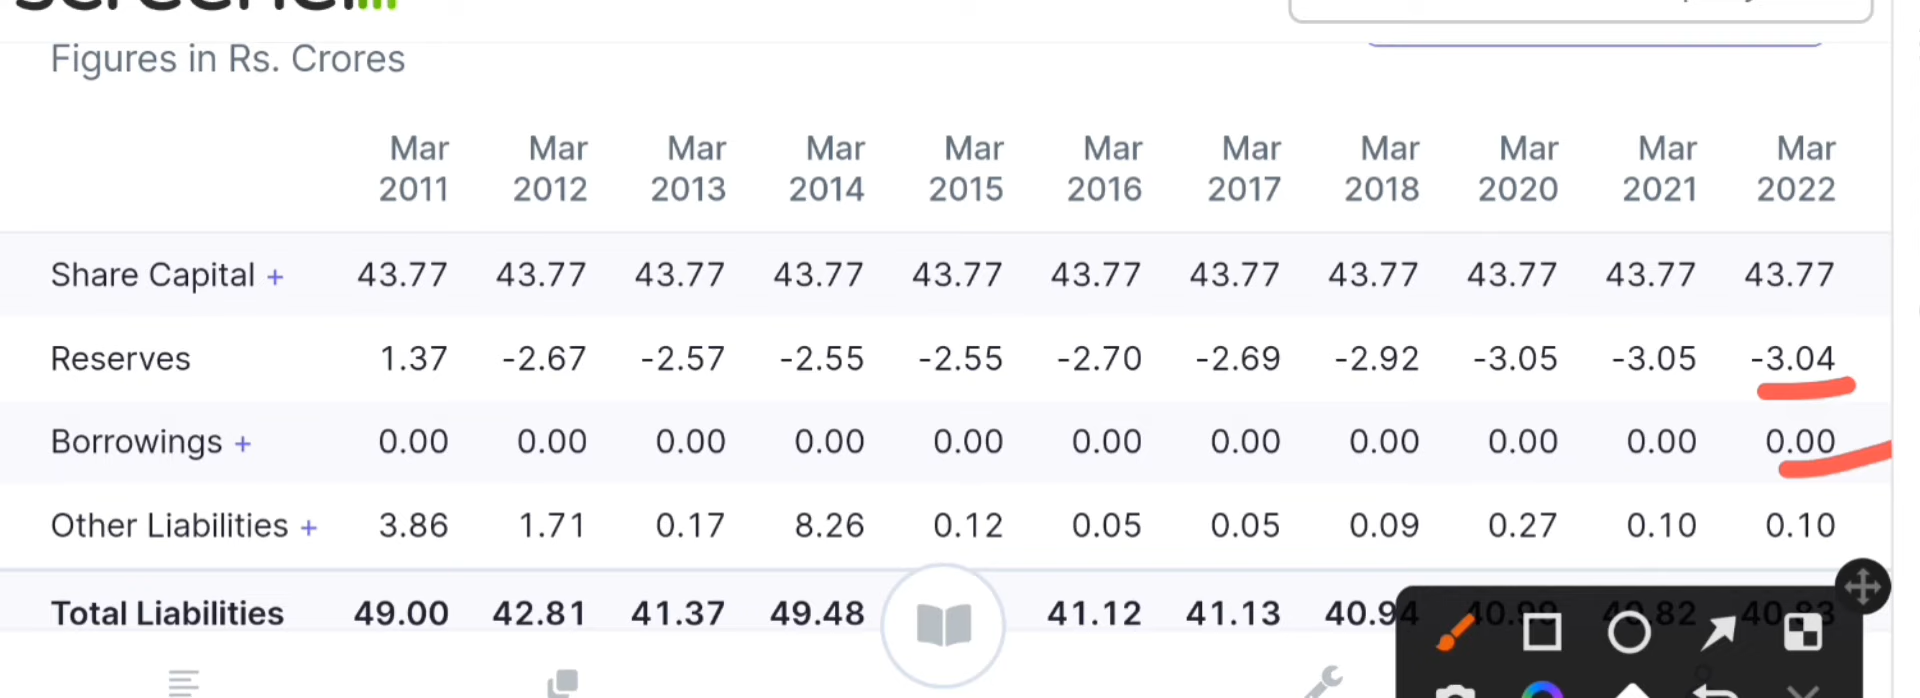 Figures in Rs. Crores
Mar 2011 Mar 2012 Mar 2013 Mar 2014 Mar 2015 Mar 2016 Mar 2017 Mar 2018 Mar 2020 Mar 2021 Mar 2022
Share Capital + 43.77 43.77 43.77 43.77 43.77 43.77 43.77 43.77 43.77 43.77 43.77
Reserves 1.37 -2.67 -2.57 -2.55 -2.55 -2.70 -2.69 -2.92 -3.05 -3.05 -3.04
Borrowings + 0.00 0.00 0.00 0.00 0.00 0.00 0.00 0.00 0.00 0.00 0.00
Other Liabilities + 3.86 1.71 0.17 8.26 0.12 0.05 0.05 0.09 0.27 0.10 0.10
Total Liabilities 49.00 42.81 41.37 49.48 41.12 41.13 40.94